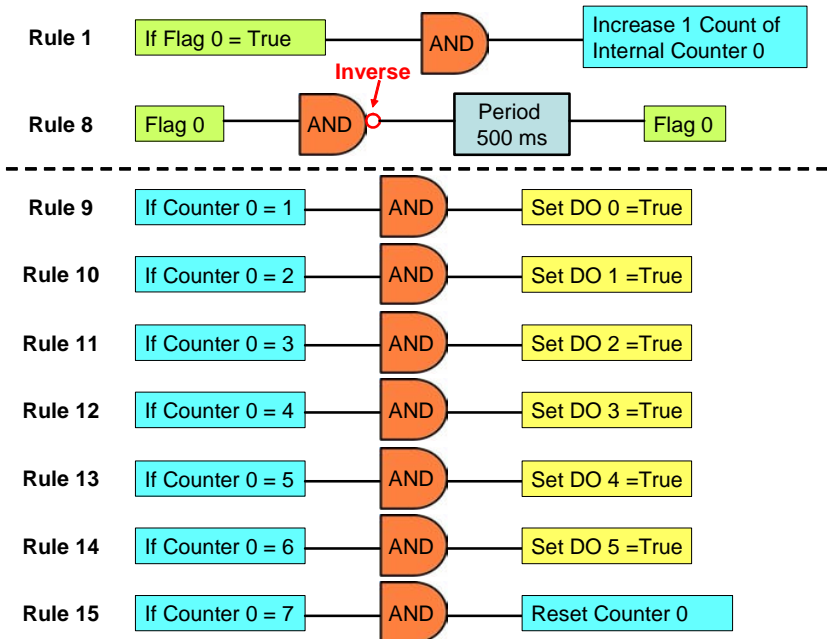 Rule 1
If Flag 0 = True
AND
Increase 1 Count of
Internal Counter 0
Inverse
Rule 8
Flag 0
AND
Period
500 ms
Flag 0
Rule 9
If Counter 0 = 1
AND
Set DO 0 =True
Rule 10
If Counter 0 = 2
AND
Set DO 1 =True
Rule 11
If Counter 0 = 3
AND
Set DO 2 =True
Rule 12
If Counter 0 = 4
AND
Set DO 3 =True
Rule 13
If Counter 0 = 5
AND
Set DO 4 =True
Rule 14
If Counter 0 = 6
AND
Set DO 5 =True
Rule 15
If Counter 0 = 7
AND
Reset Counter 0